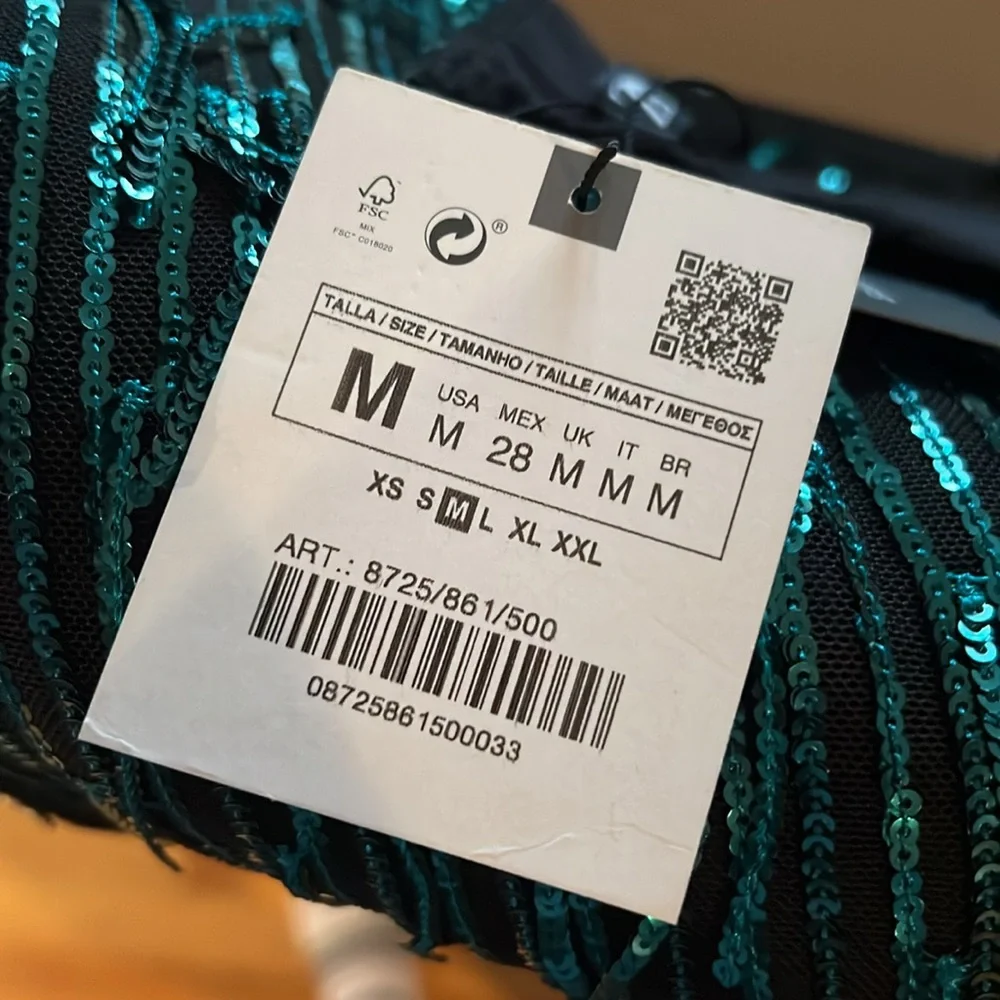 FSC
MIX
FSC™ C018020
®
TALLA / SIZE / TAMANHO / TAILLE / MAAT / ΜΕΓΕΘΟΣ
M
USA MEX UK IT BR
M 28 M M M
XS S M L XL XXL
ART.: 8725/861/500
08725861500033